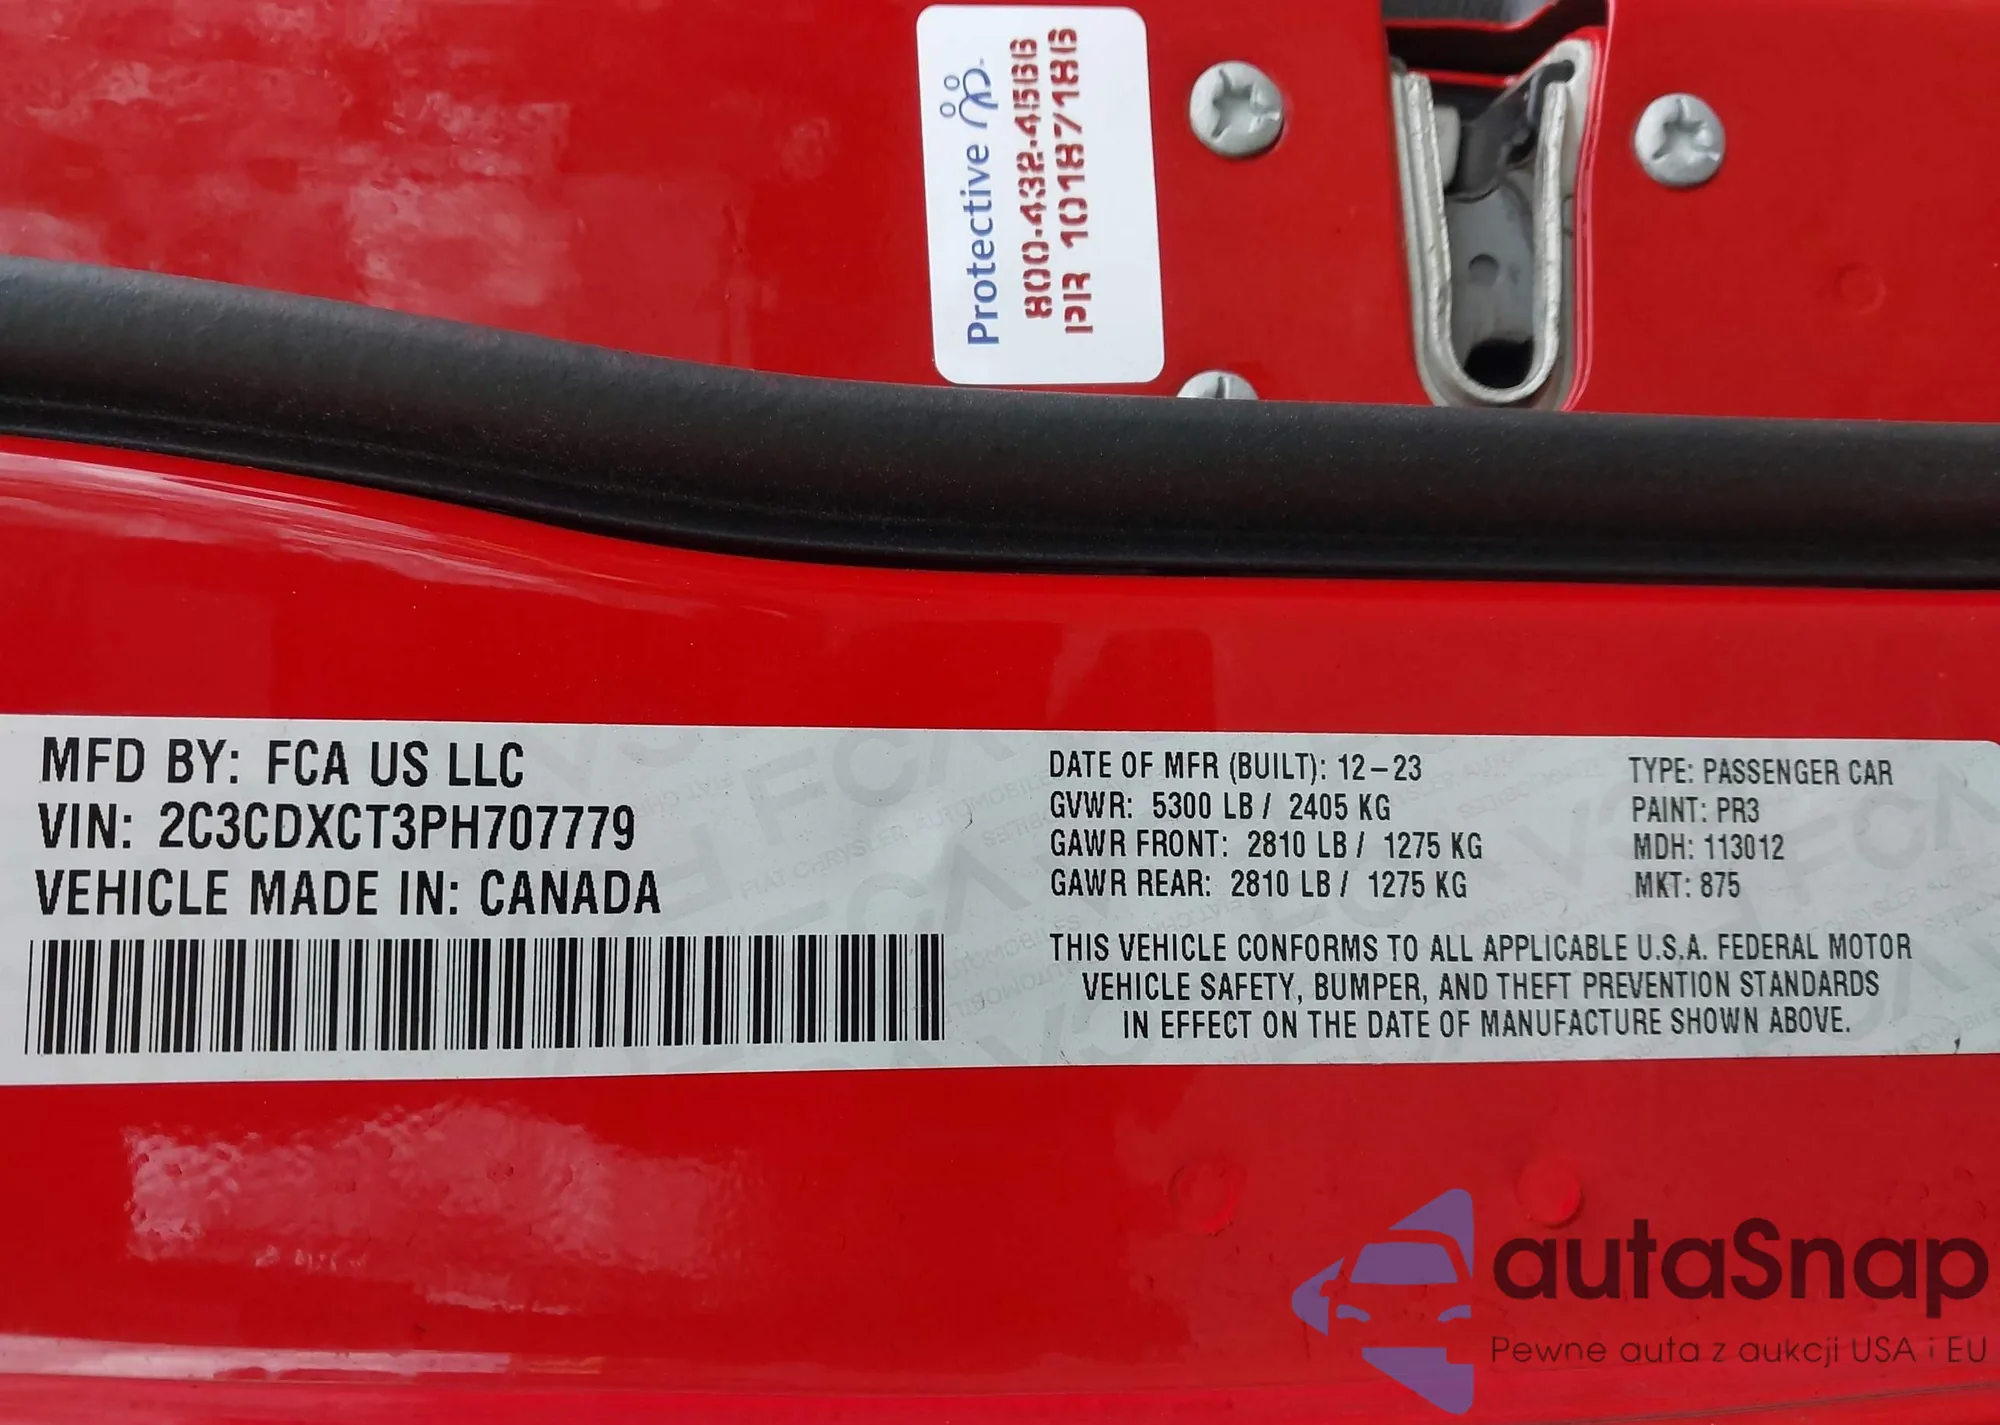 Protective
800-432-4566
PR 10187186
MFD BY: FCA US LLC
VIN: 2C3CDXCT3PH707779
VEHICLE MADE IN: CANADA
DATE OF MFR (BUILT): 12-23
GVWR: 5300 LB / 2405 KG
GAWR FRONT: 2810 LB / 1275 KG
GAWR REAR: 2810 LB / 1275 KG
TYPE: PASSENGER CAR
PAINT: PR3
MDH: 113012
MKT: 875
THIS VEHICLE CONFORMS TO ALL APPLICABLE U.S.A. FEDERAL MOTOR
VEHICLE SAFETY, BUMPER, AND THEFT PREVENTION STANDARDS
IN EFFECT ON THE DATE OF MANUFACTURE SHOWN ABOVE.
autaSnap
Pewne auta z aukcji USA i EU